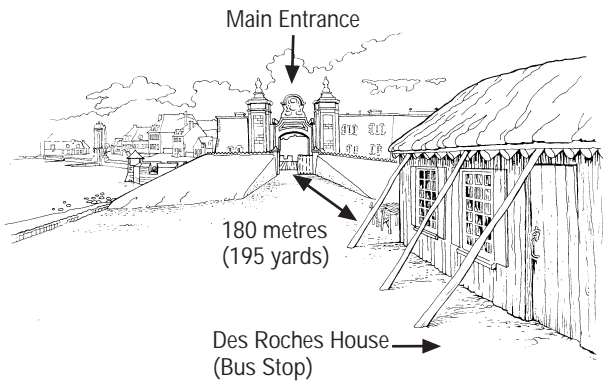 Main Entrance
180 metres
(195 yards)
Des Roches House
(Bus Stop)